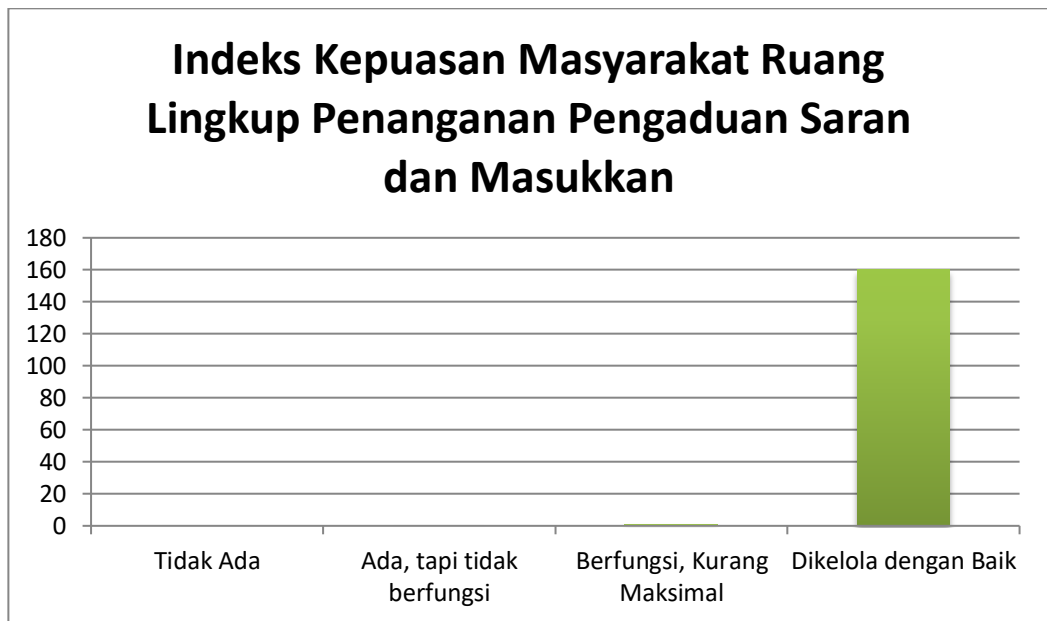 Indeks Kepuasan Masyarakat Ruang
Lingkup Penanganan Pengaduan Saran
dan Masukkan
180
160
140
120
100
80
60
40
20
0
Tidak Ada
Ada, tapi tidak
berfungsi
Berfungsi, Kurang
Maksimal
Dikelola dengan Baik